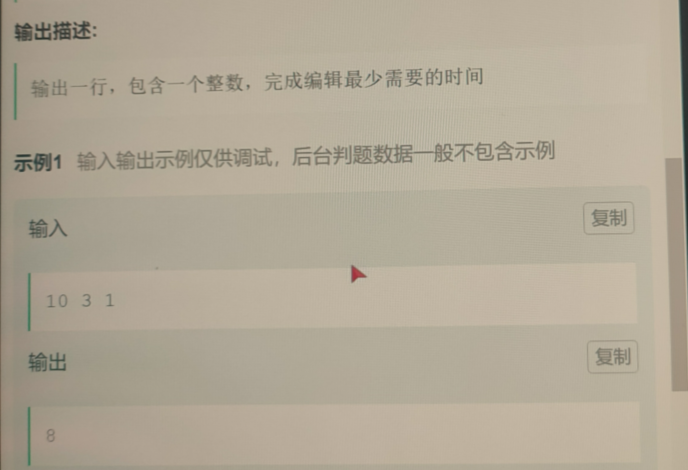 输出描述:
输出一行，包含一个整数，完成编辑最少需要的时间
示例1 输入输出示例仅供调试，后台判题数据一般不包含示例
输入
复制
10 3 1
输出
复制
8